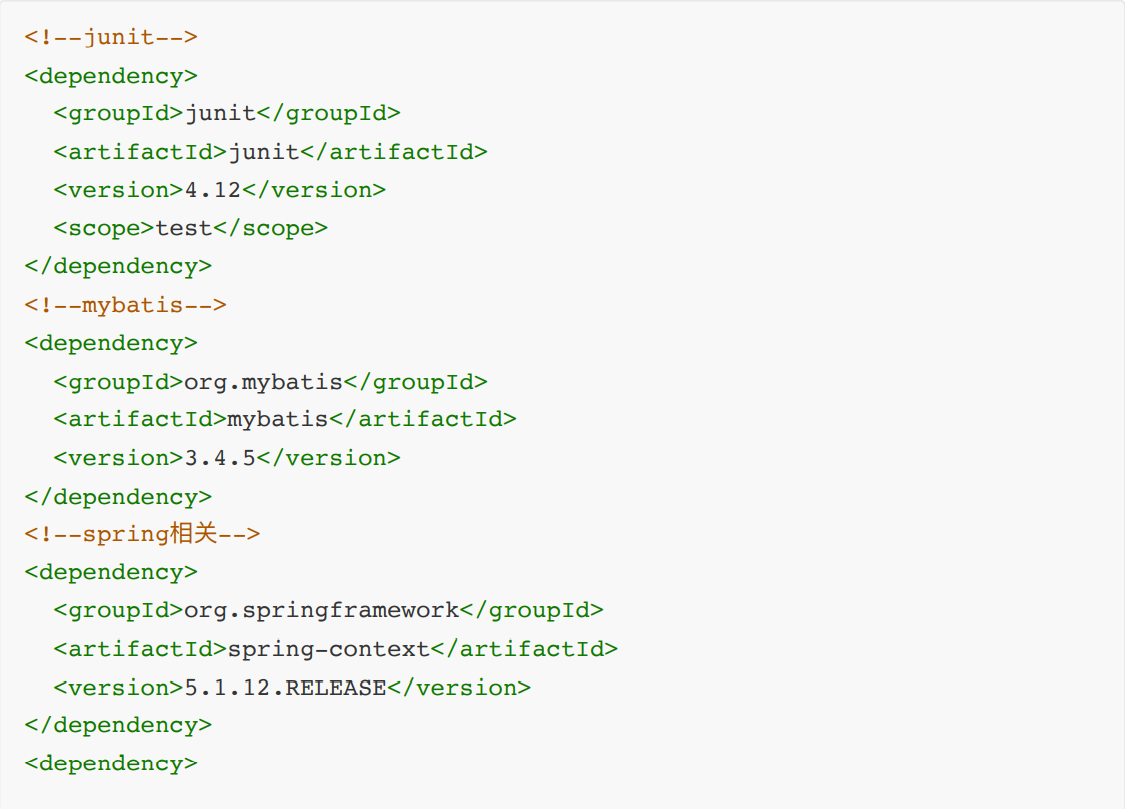 <!--junit-->
<dependency>
  <groupId>junit</groupId>
  <artifactId>junit</artifactId>
  <version>4.12</version>
  <scope>test</scope>
</dependency>
<!--mybatis-->
<dependency>
  <groupId>org.mybatis</groupId>
  <artifactId>mybatis</artifactId>
  <version>3.4.5</version>
</dependency>
<!--spring相关-->
<dependency>
  <groupId>org.springframework</groupId>
  <artifactId>spring-context</artifactId>
  <version>5.1.12.RELEASE</version>
</dependency>
<dependency>